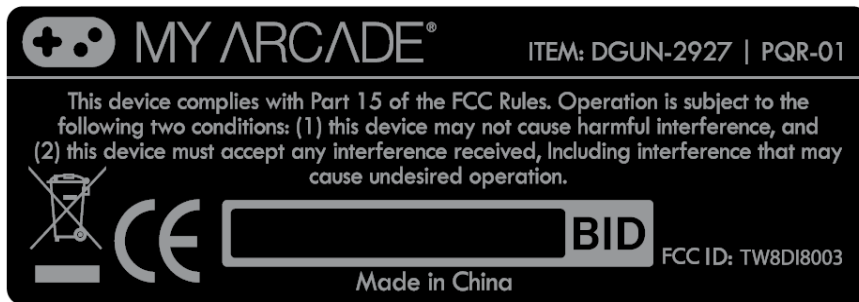 MY ARCADE®
ITEM: DGUN-2927 | PQR-01
This device complies with Part 15 of the FCC Rules. Operation is subject to the
following two conditions: (1) this device may not cause harmful interference, and
(2) this device must accept any interference received, Including interference that may
cause undesired operation.
CE
BID
FCC ID: TW8DI8003
Made in China